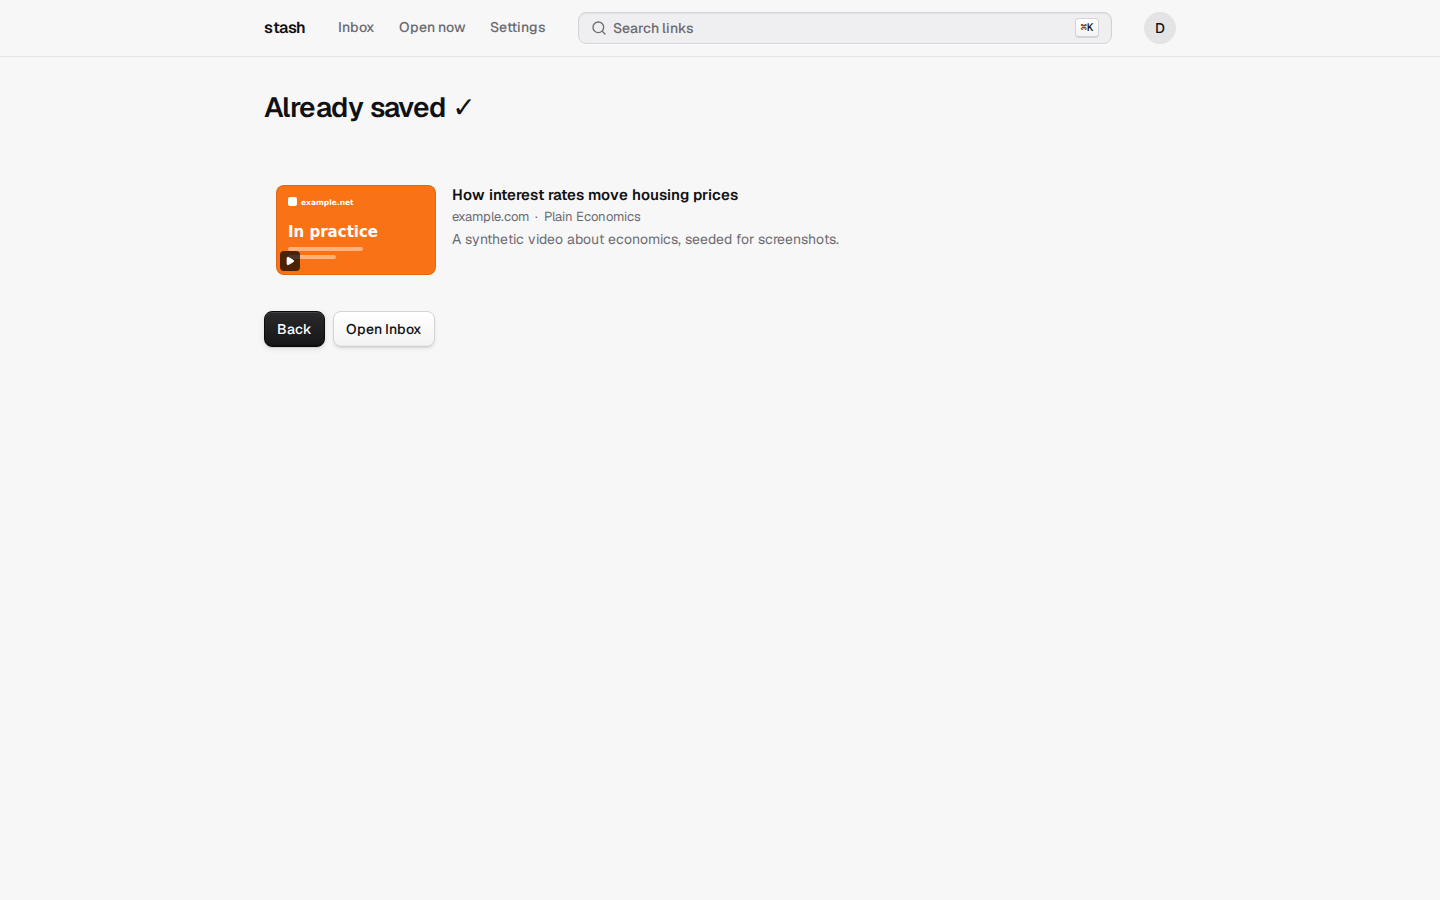 stash Inbox Open now Settings Search links ⌘K D
Already saved ✓
example.net
In practice
How interest rates move housing prices
example.com · Plain Economics
A synthetic video about economics, seeded for screenshots.
Back Open Inbox